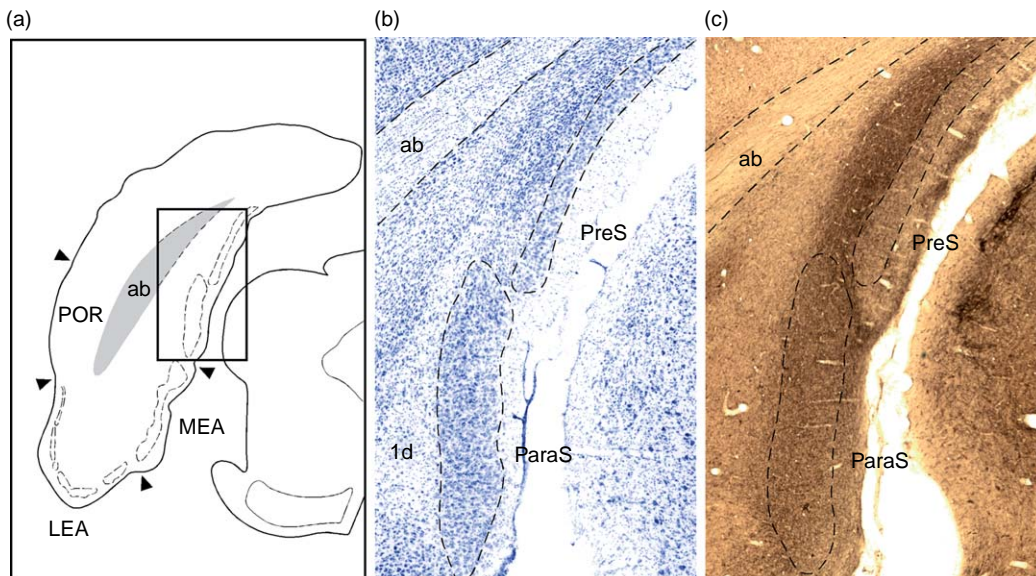 (a)
(b)
(c)
ab
POR
MEA
LEA
ab
PreS
1d
ParaS
ab
PreS
ParaS